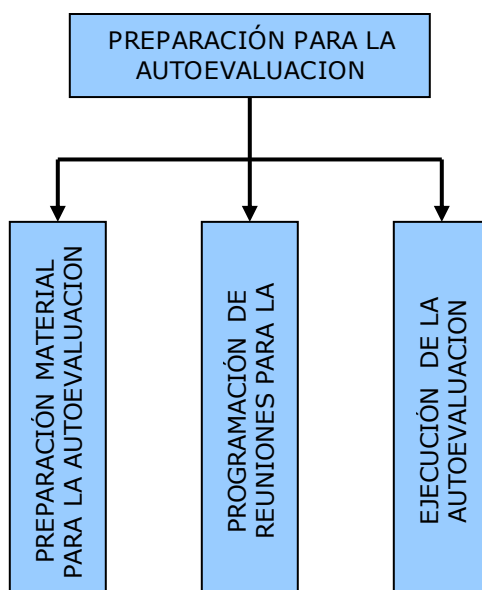 PREPARACIÓN PARA LA
AUTOEVALUACION
PREPARACIÓN MATERIAL
PARA LA AUTOEVALUACION
PROGRAMACIÓN DE
REUNIONES PARA LA
EJECUCIÓN DE LA
AUTOEVALUACION